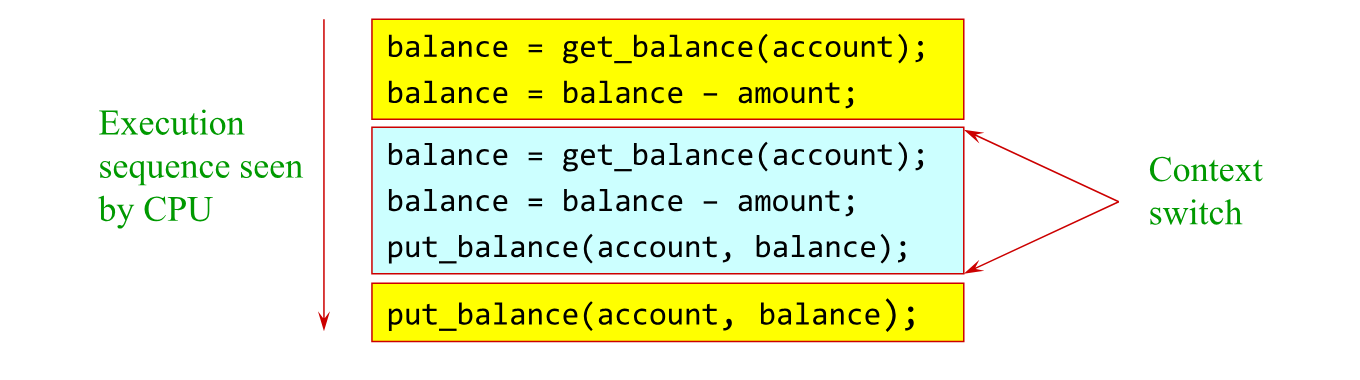 Execution
sequence seen
by CPU
balance = get_balance(account);
balance = balance – amount;
balance = get_balance(account);
balance = balance – amount;
put_balance(account, balance);
put_balance(account, balance);
Context
switch